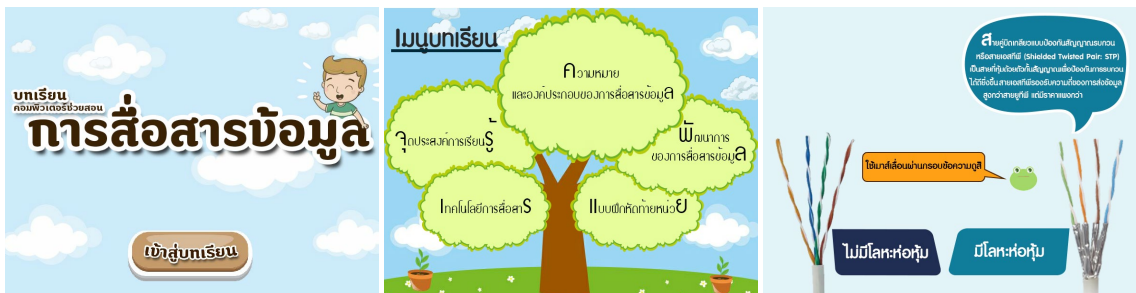 บทเรียน
คอมพิวเตอร์ช่วยสอน
การสื่อสารข้อมูล
เข้าสู่บทเรียน
เมนูบทเรียน
ความหมาย
และองค์ประกอบของการสื่อสารข้อมูล
จุดประสงค์การเรียนรู้
พัฒนาการ
ของการสื่อสารข้อมูล
เทคโนโลยีการสื่อสาร
แบบฝึกหัดท้ายหน่วย
สายคู่บิดเกลียวแบบป้องกันสัญญาณรบกวน
หรือสายเอสทีพี (Shielded Twisted Pair: STP)
เป็นสายที่หุ้มด้วยตัวกั้นสัญญาณเพื่อป้องกันการรบกวน
ได้ดียิ่งขึ้น สายเอสทีพีรองรับความถี่ของการส่งข้อมูล
สูงกว่าสายยูทีพี แต่มีราคาแพงกว่า
ใช้เมาส์เลื่อนผ่านกรอบข้อความดูสิ
ไม่มีโลหะห่อหุ้ม
มีโลหะห่อหุ้ม